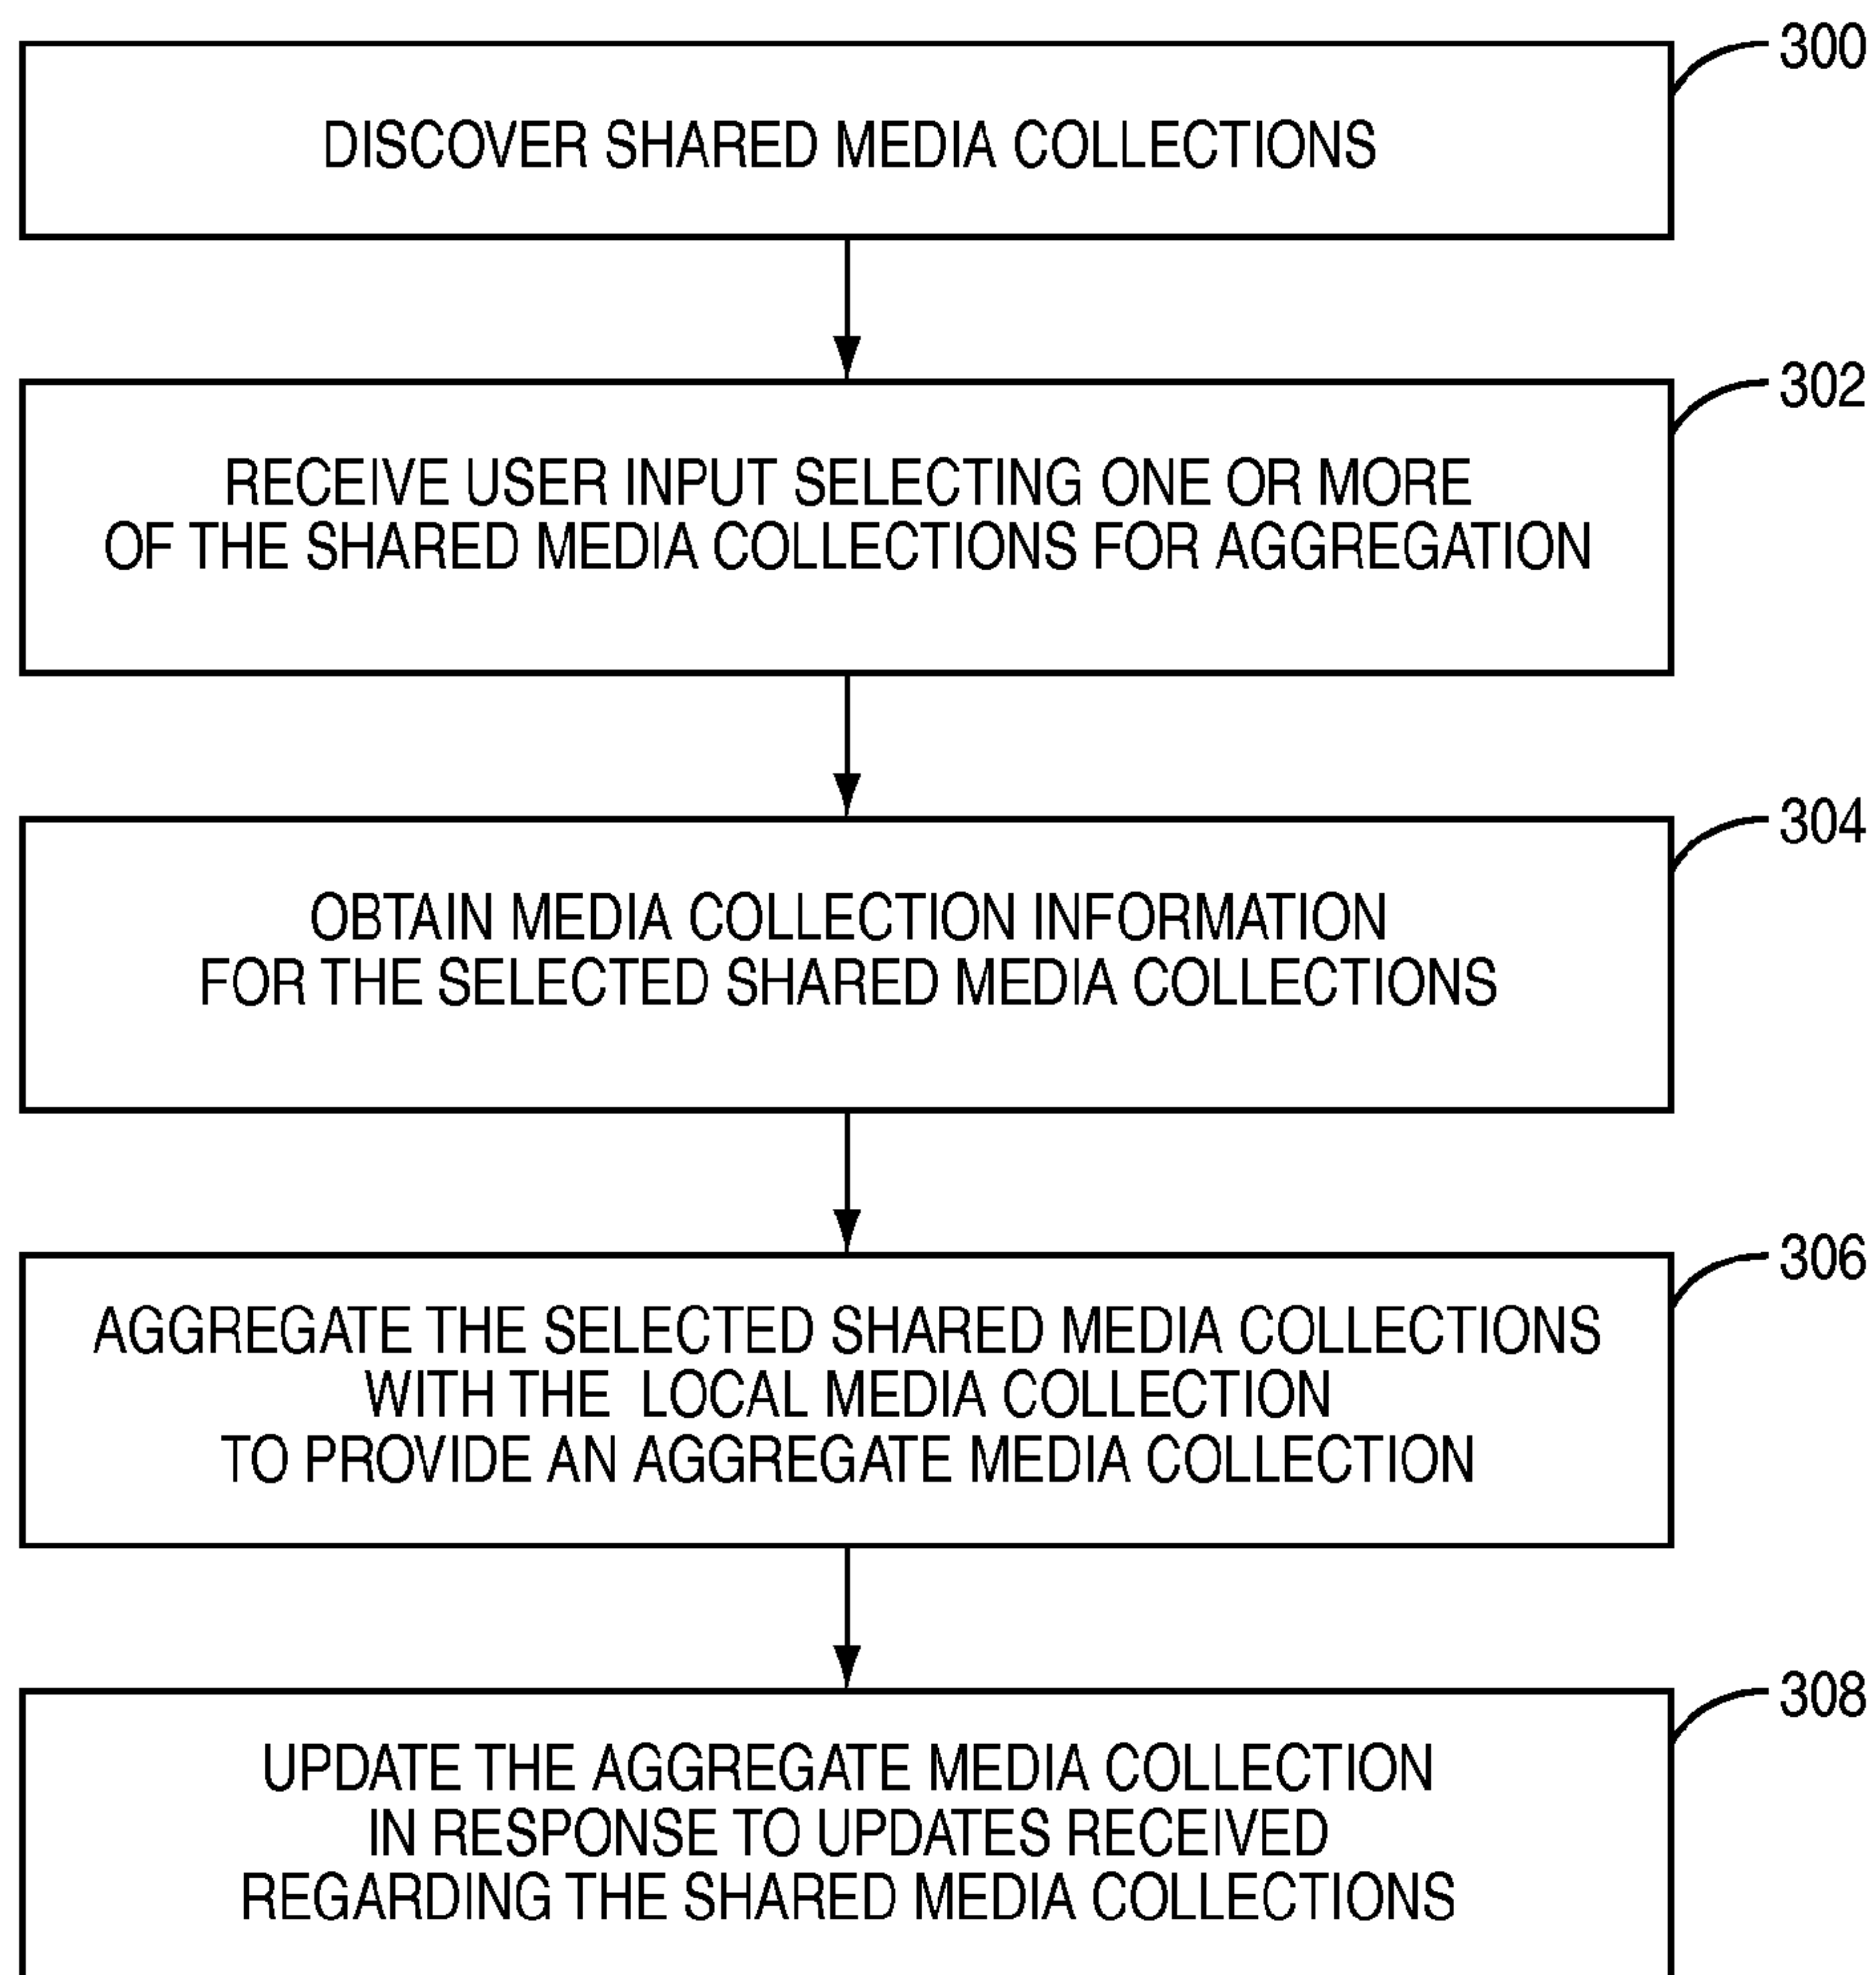 300
DISCOVER SHARED MEDIA COLLECTIONS
302
RECEIVE USER INPUT SELECTING ONE OR MORE
OF THE SHARED MEDIA COLLECTIONS FOR AGGREGATION
304
OBTAIN MEDIA COLLECTION INFORMATION
FOR THE SELECTED SHARED MEDIA COLLECTIONS
306
AGGREGATE THE SELECTED SHARED MEDIA COLLECTIONS
WITH THE LOCAL MEDIA COLLECTION
TO PROVIDE AN AGGREGATE MEDIA COLLECTION
308
UPDATE THE AGGREGATE MEDIA COLLECTION
IN RESPONSE TO UPDATES RECEIVED
REGARDING THE SHARED MEDIA COLLECTIONS